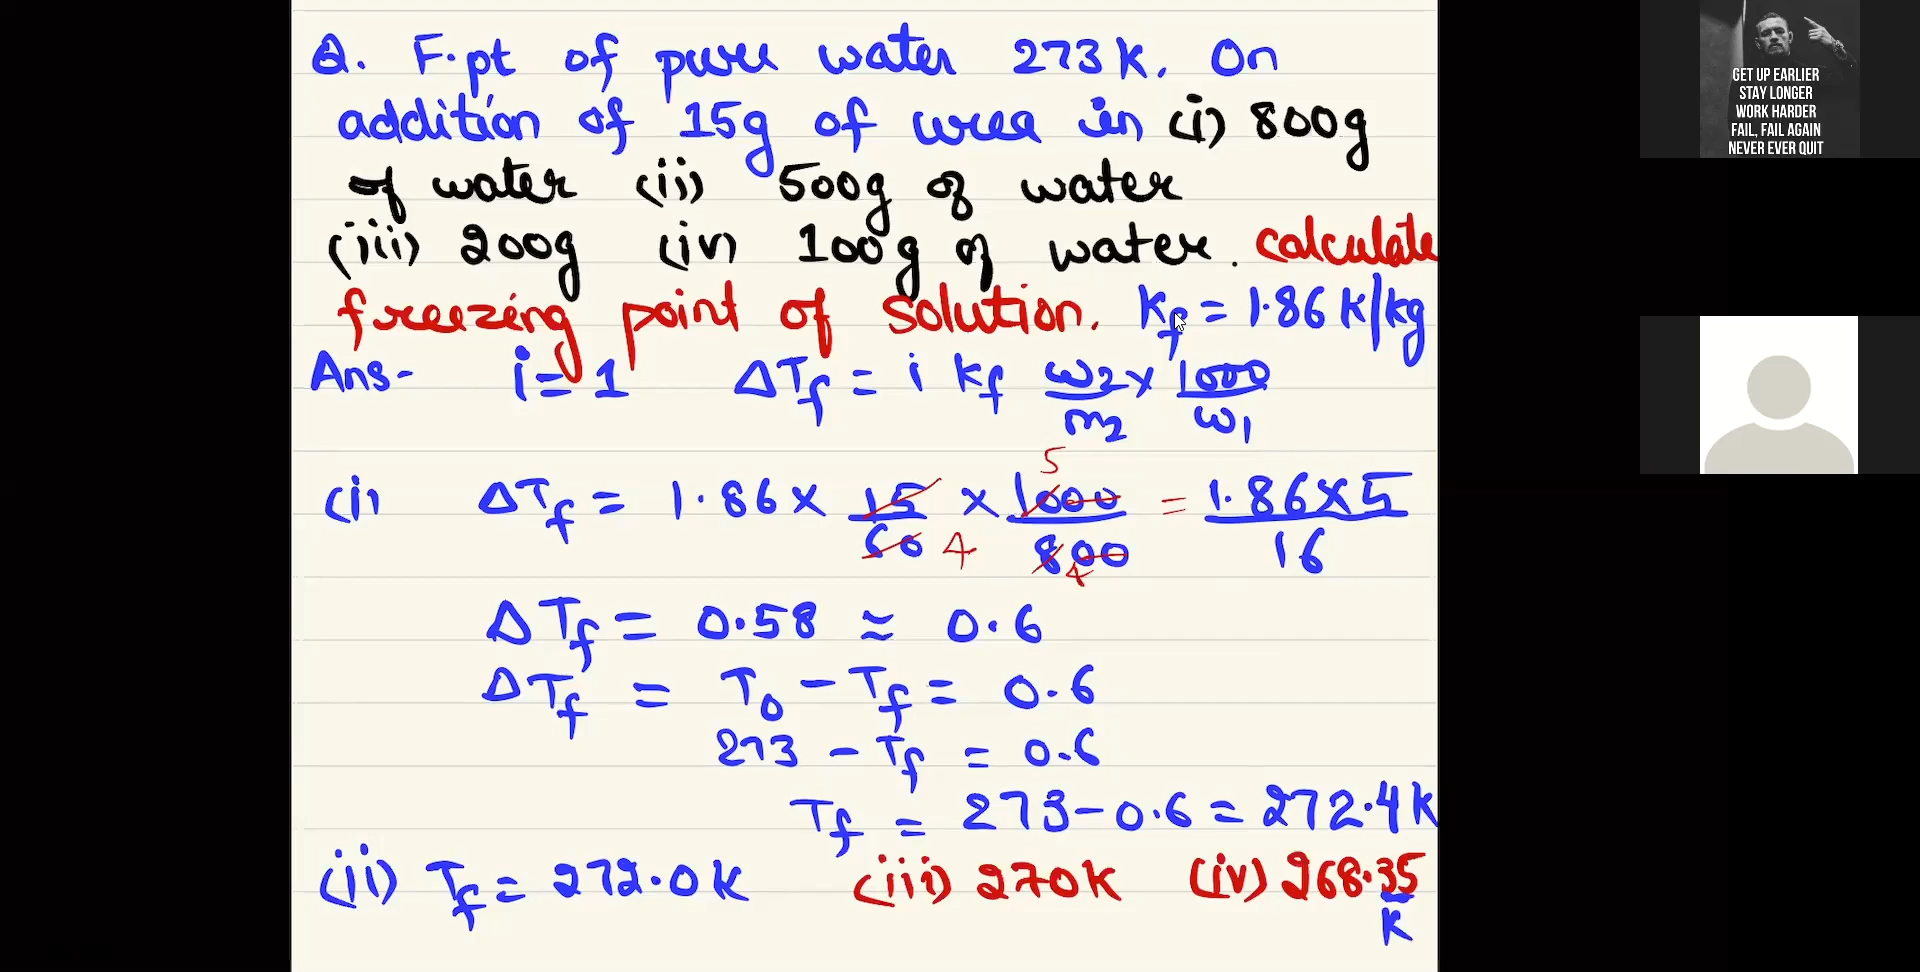 Q. F.pt of pure water 273K. On
addition of 15g of urea in (i) 800g
of water (ii) 500g of water
(iii) 200g (iv) 100g of water. calculate
freezing point of solution. Kf = 1.86 K/kg
Ans- i = 1 ΔTf = i Kf w2/m2 × 1000/w1
(i) ΔTf = 1.86 × 15/60 4 × 5 1000/800 4 = 1.86×5/16
ΔTf = 0.58 ≈ 0.6
ΔTf = T0 - Tf = 0.6
273 - Tf = 0.6
Tf = 273 - 0.6 = 272.4K
(ii) Tf = 272.0K (iii) 270K (iv) 268.35
K
GET UP EARLIER
STAY LONGER
WORK HARDER
FAIL, FAIL AGAIN
NEVER EVER QUIT